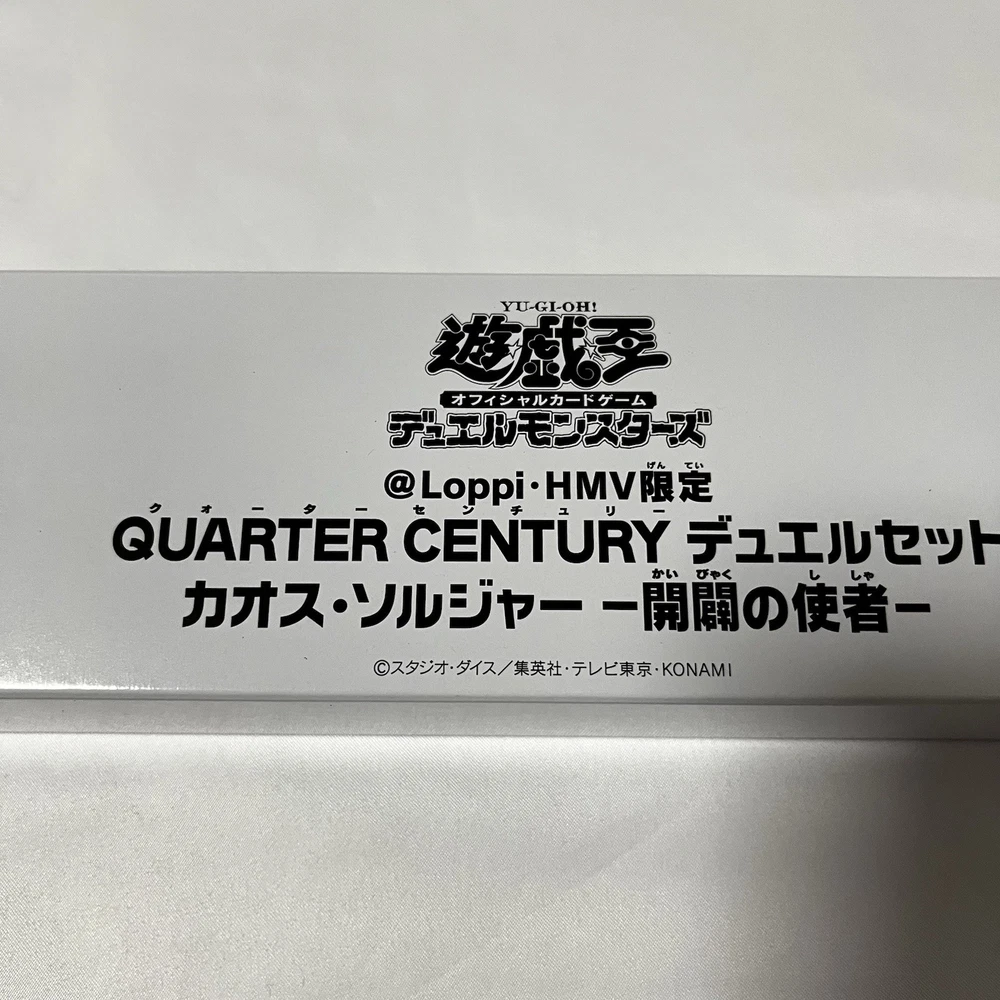 YU-GI-OH!
遊☆戯☆王
オフィシャルカードゲーム
デュエルモンスターズ
げん てい
@Loppi・HMV限定
クオーターセンチュリー
QUARTER CENTURY デュエルセット
かい びゃく し しゃ
カオス・ソルジャー －開闢の使者－
©スタジオ・ダイス／集英社・テレビ東京・KONAMI